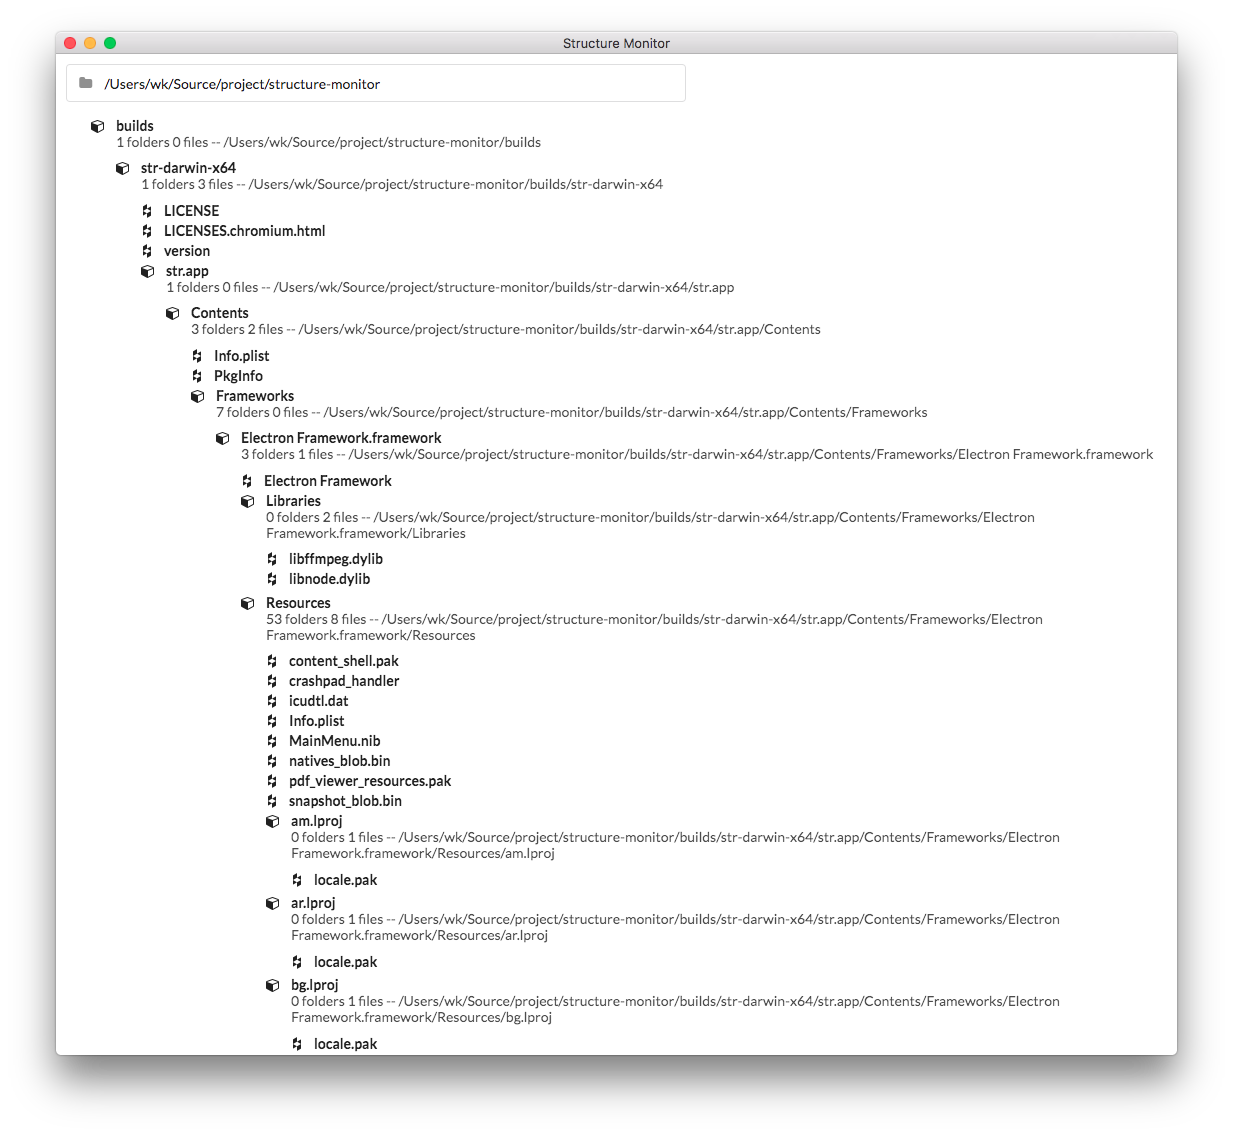 Structure Monitor
/Users/wk/Source/project/structure-monitor
builds
1 folders 0 files -- /Users/wk/Source/project/structure-monitor/builds
str-darwin-x64
1 folders 3 files -- /Users/wk/Source/project/structure-monitor/builds/str-darwin-x64
LICENSE
LICENSES.chromium.html
version
str.app
1 folders 0 files -- /Users/wk/Source/project/structure-monitor/builds/str-darwin-x64/str.app
Contents
3 folders 2 files -- /Users/wk/Source/project/structure-monitor/builds/str-darwin-x64/str.app/Contents
Info.plist
PkgInfo
Frameworks
7 folders 0 files -- /Users/wk/Source/project/structure-monitor/builds/str-darwin-x64/str.app/Contents/Frameworks
Electron Framework.framework
3 folders 1 files -- /Users/wk/Source/project/structure-monitor/builds/str-darwin-x64/str.app/Contents/Frameworks/Electron Framework.framework
Electron Framework
Libraries
0 folders 2 files -- /Users/wk/Source/project/structure-monitor/builds/str-darwin-x64/str.app/Contents/Frameworks/Electron
Framework.framework/Libraries
libffmpeg.dylib
libnode.dylib
Resources
53 folders 8 files -- /Users/wk/Source/project/structure-monitor/builds/str-darwin-x64/str.app/Contents/Frameworks/Electron
Framework.framework/Resources
content_shell.pak
crashpad_handler
icudtl.dat
Info.plist
MainMenu.nib
natives_blob.bin
pdf_viewer_resources.pak
snapshot_blob.bin
am.lproj
0 folders 1 files -- /Users/wk/Source/project/structure-monitor/builds/str-darwin-x64/str.app/Contents/Frameworks/Electron
Framework.framework/Resources/am.lproj
locale.pak
ar.lproj
0 folders 1 files -- /Users/wk/Source/project/structure-monitor/builds/str-darwin-x64/str.app/Contents/Frameworks/Electron
Framework.framework/Resources/ar.lproj
locale.pak
bg.lproj
0 folders 1 files -- /Users/wk/Source/project/structure-monitor/builds/str-darwin-x64/str.app/Contents/Frameworks/Electron
Framework.framework/Resources/bg.lproj
locale.pak